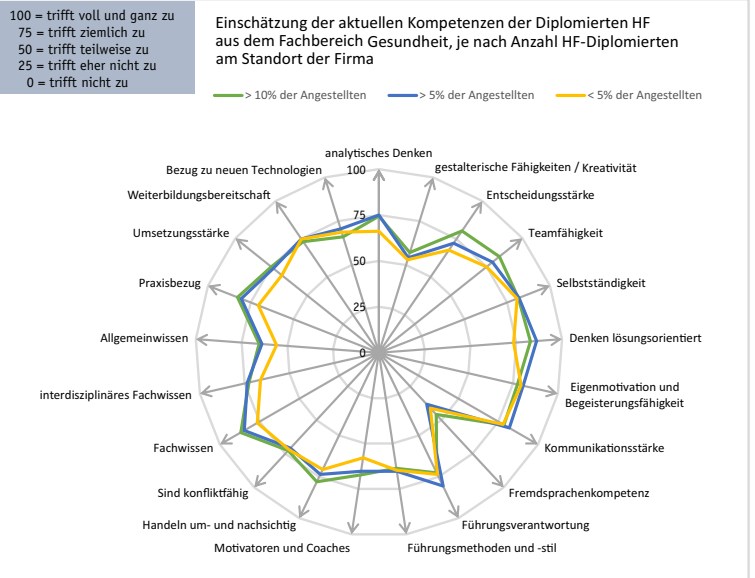 100 = trifft voll und ganz zu
75 = trifft ziemlich zu
50 = trifft teilweise zu
25 = trifft eher nicht zu
0 = trifft nicht zu
Einschätzung der aktuellen Kompetenzen der Diplomierten HF
aus dem Fachbereich Gesundheit, je nach Anzahl HF-Diplomierten
am Standort der Firma
> 10% der Angestellten
> 5% der Angestellten
< 5% der Angestellten
analytisches Denken
gestalterische Fähigkeiten / Kreativität
Entscheidungsstärke
Teamfähigkeit
Selbstständigkeit
Denken lösungsorientiert
Eigenmotivation und
Begeisterungsfähigkeit
Kommunikationsstärke
Fremdsprachenkompetenz
Führungsverantwortung
Führungsmethoden und -stil
Motivatoren und Coaches
Handeln um- und nachsichtig
Sind konfliktfähig
Fachwissen
interdisziplinäres Fachwissen
Allgemeinwissen
Praxisbezug
Umsetzungsstärke
Weiterbildungsbereitschaft
Bezug zu neuen Technologien
100
75
50
25
0